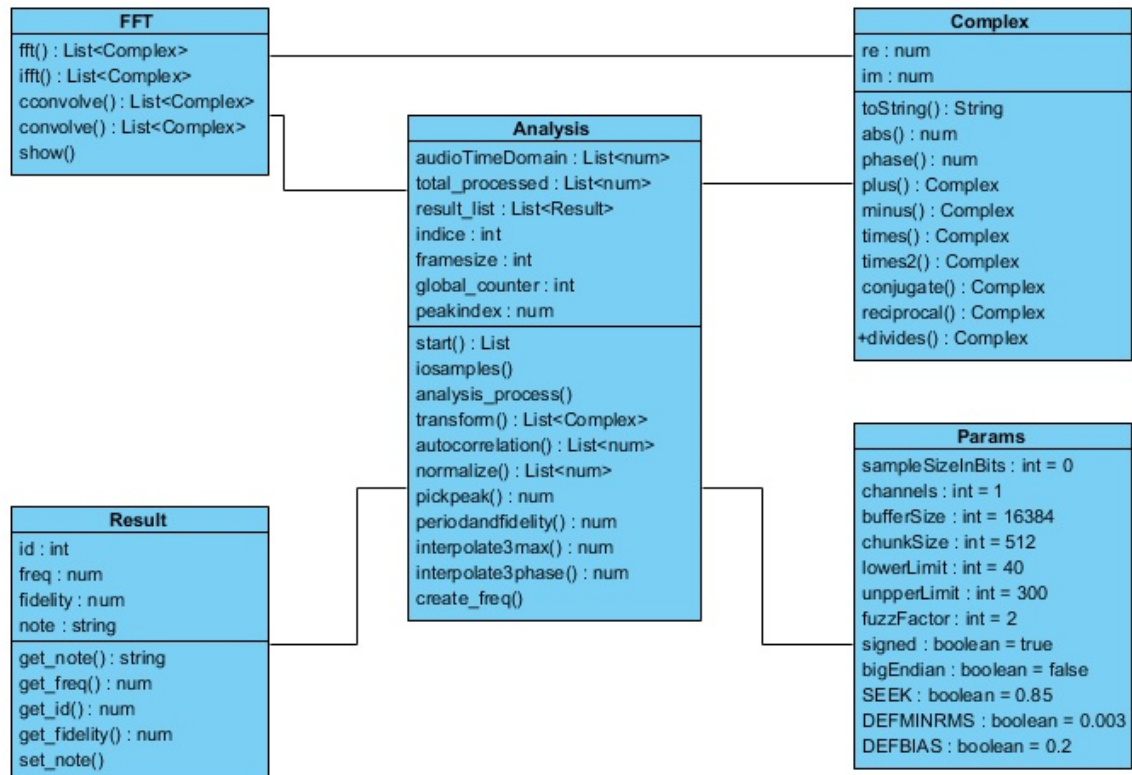 FFT
fft() : List<Complex>
ifft() : List<Complex>
cconvolve() : List<Complex>
convolve() : List<Complex>
show()
Complex
re : num
im : num
toString() : String
abs() : num
phase() : num
plus() : Complex
minus() : Complex
times() : Complex
times2() : Complex
conjugate() : Complex
reciprocal() : Complex
+divides() : Complex
Analysis
audioTimeDomain : List<num>
total_processed : List<num>
result_list : List<Result>
indice : int
framesize : int
global_counter : int
peakindex : num
start() : List
iosamples()
analysis_process()
transform() : List<Complex>
autocorrelation() : List<num>
normalize() : List<num>
pickpeak() : num
periodandfidelity() : num
interpolate3max() : num
interpolate3phase() : num
create_freq()
Result
id : int
freq : num
fidelity : num
note : string
get_note() : string
get_freq() : num
get_id() : num
get_fidelity() : num
set_note()
Params
sampleSizeInBits : int = 0
channels : int = 1
bufferSize : int = 16384
chunkSize : int = 512
lowerLimit : int = 40
unpperLimit : int = 300
fuzzFactor : int = 2
signed : boolean = true
bigEndian : boolean = false
SEEK : boolean = 0.85
DEFMINRMS : boolean = 0.003
DEFBIAS : boolean = 0.2